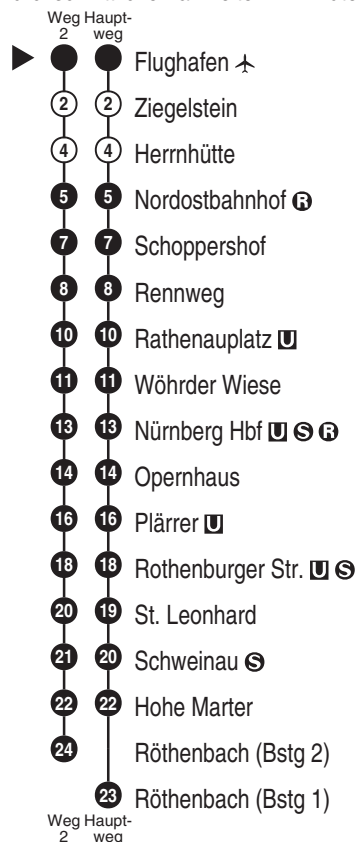 Weg Haupt-
2 weg
Flughafen
2 2 Ziegelstein
4 4 Herrnhütte
5 5 Nordostbahnhof R
7 7 Schoppershof
8 8 Rennweg
10 10 Rathenauplatz U
11 11 Wöhrder Wiese
13 13 Nürnberg Hbf U S R
14 14 Opernhaus
16 16 Plärrer U
18 18 Rothenburger Str. U S
20 19 St. Leonhard
21 20 Schweinau S
22 22 Hohe Marter
24 Röthenbach (Bstg 2)
23 Röthenbach (Bstg 1)
Weg Haupt-
2 weg